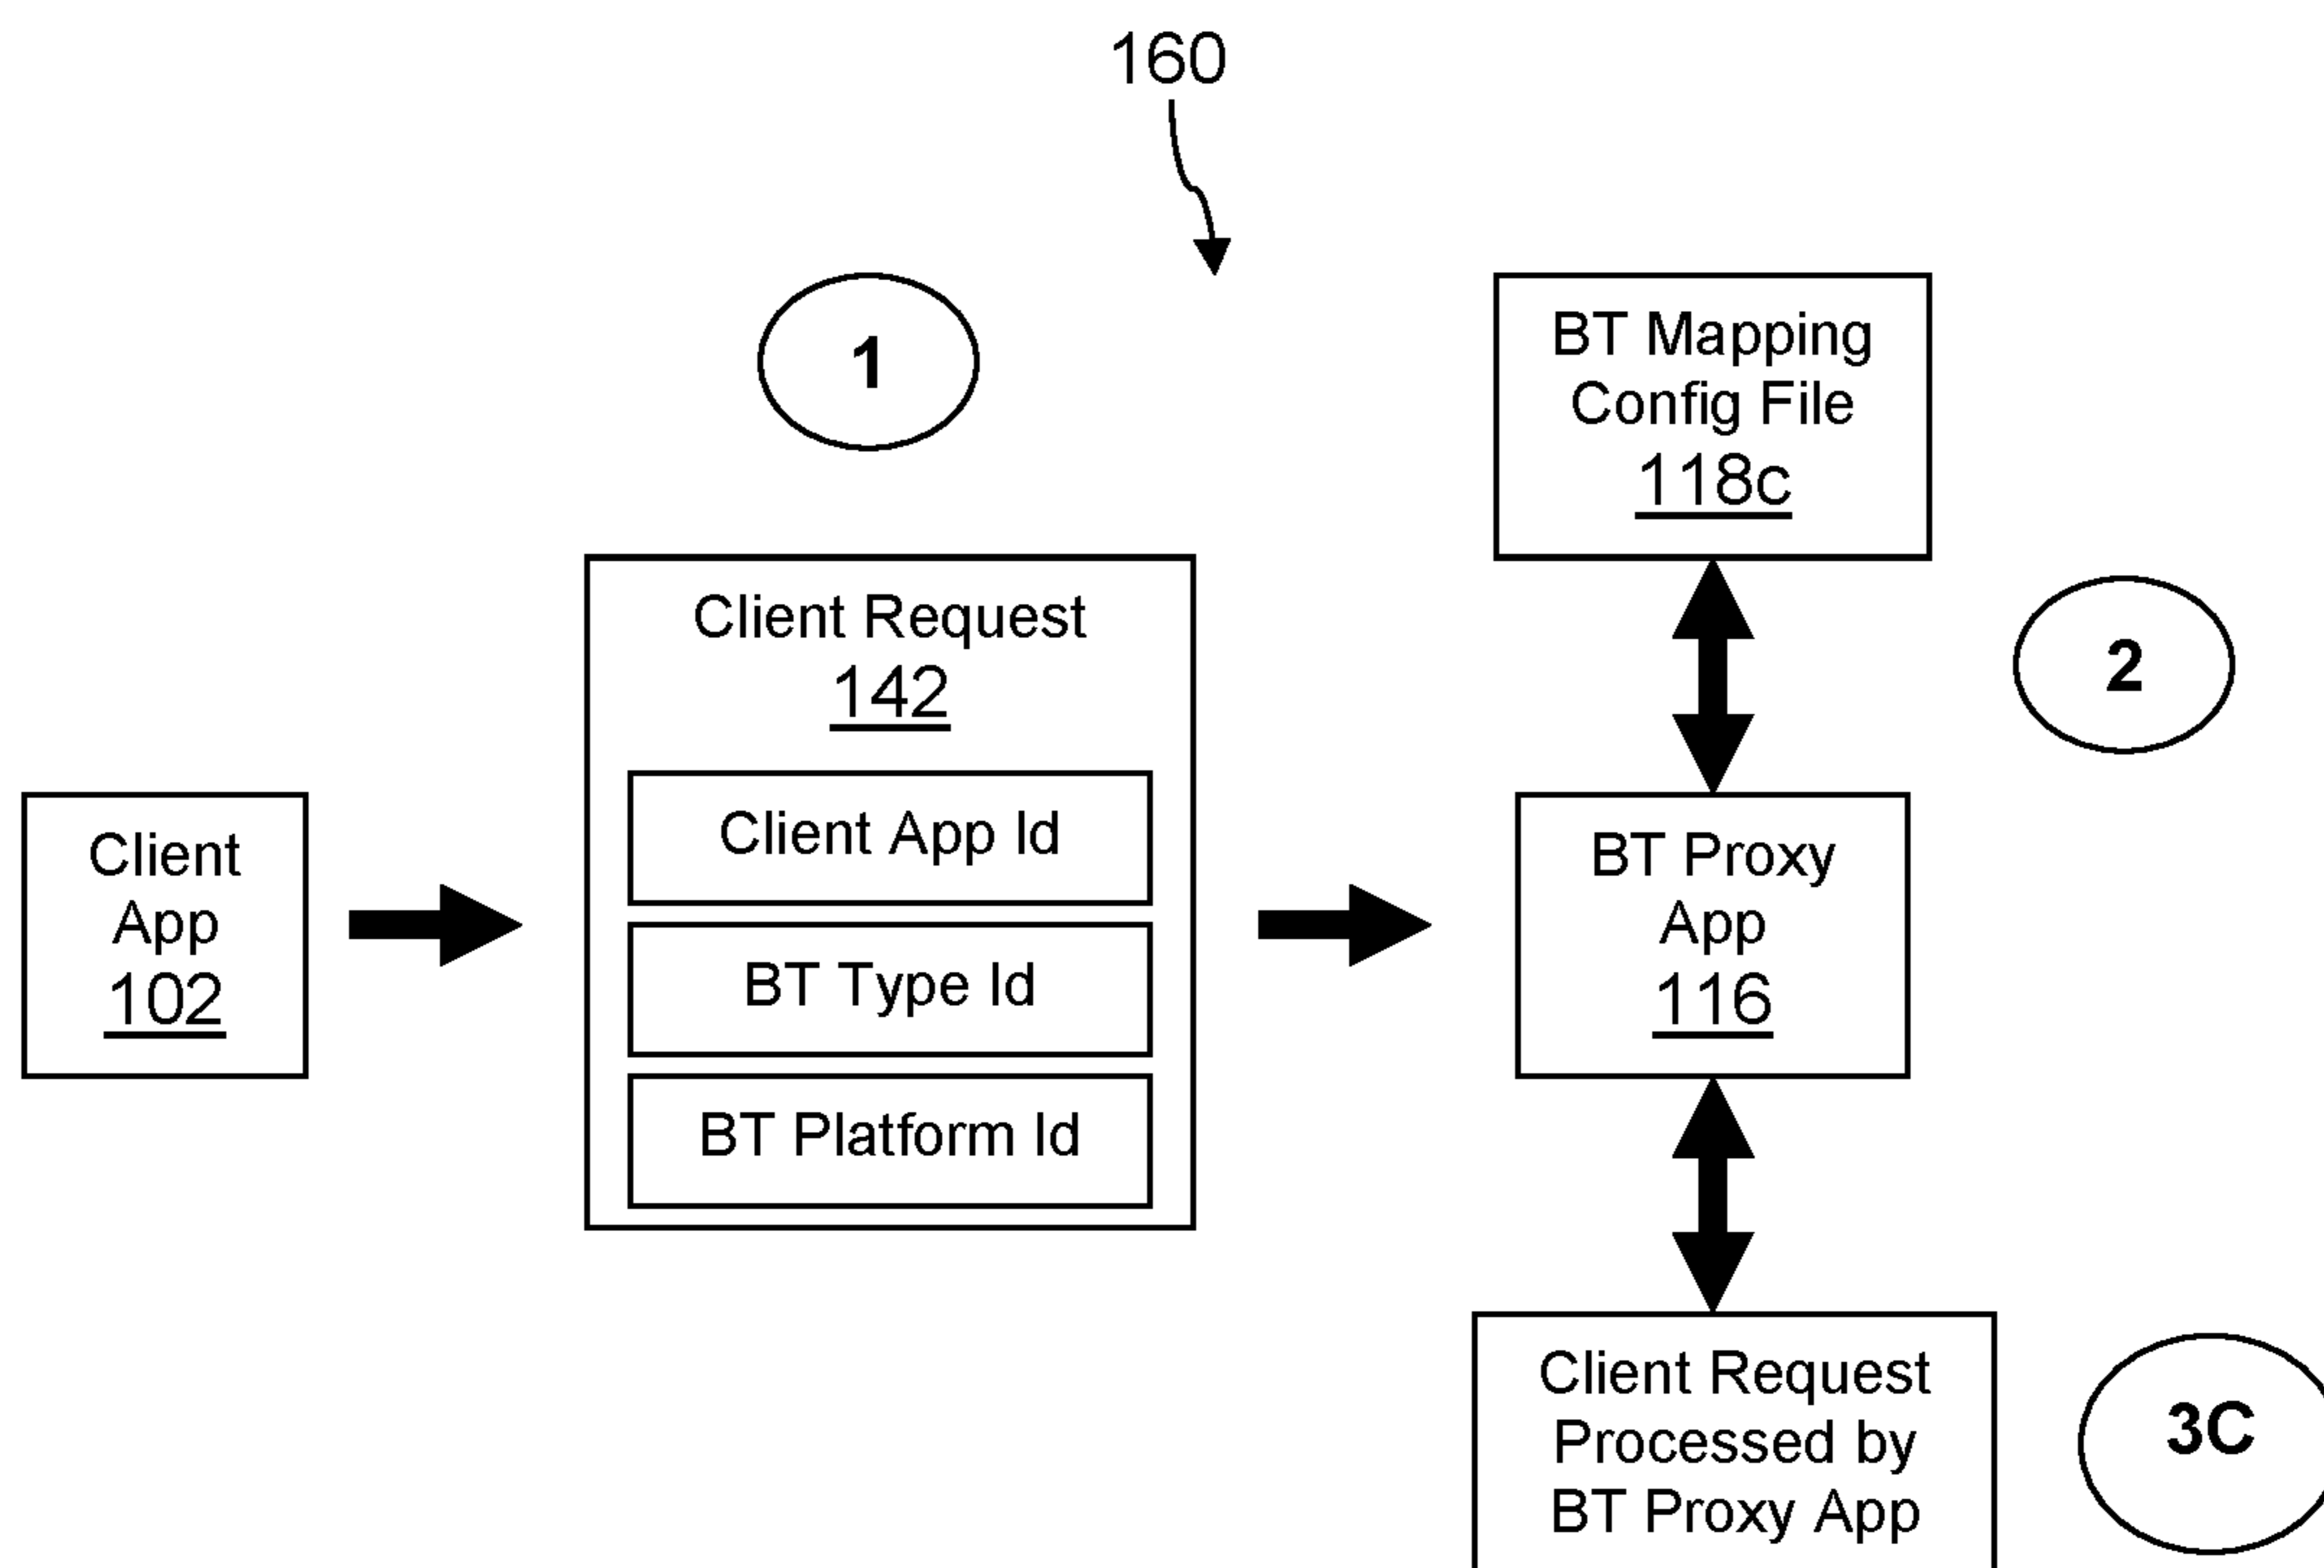 160
1
BT Mapping
Config File
118c
Client Request
142
2
Client App Id
BT Type Id
BT Platform Id
Client
App
102
BT Proxy
App
116
Client Request
Processed by
BT Proxy App
3C